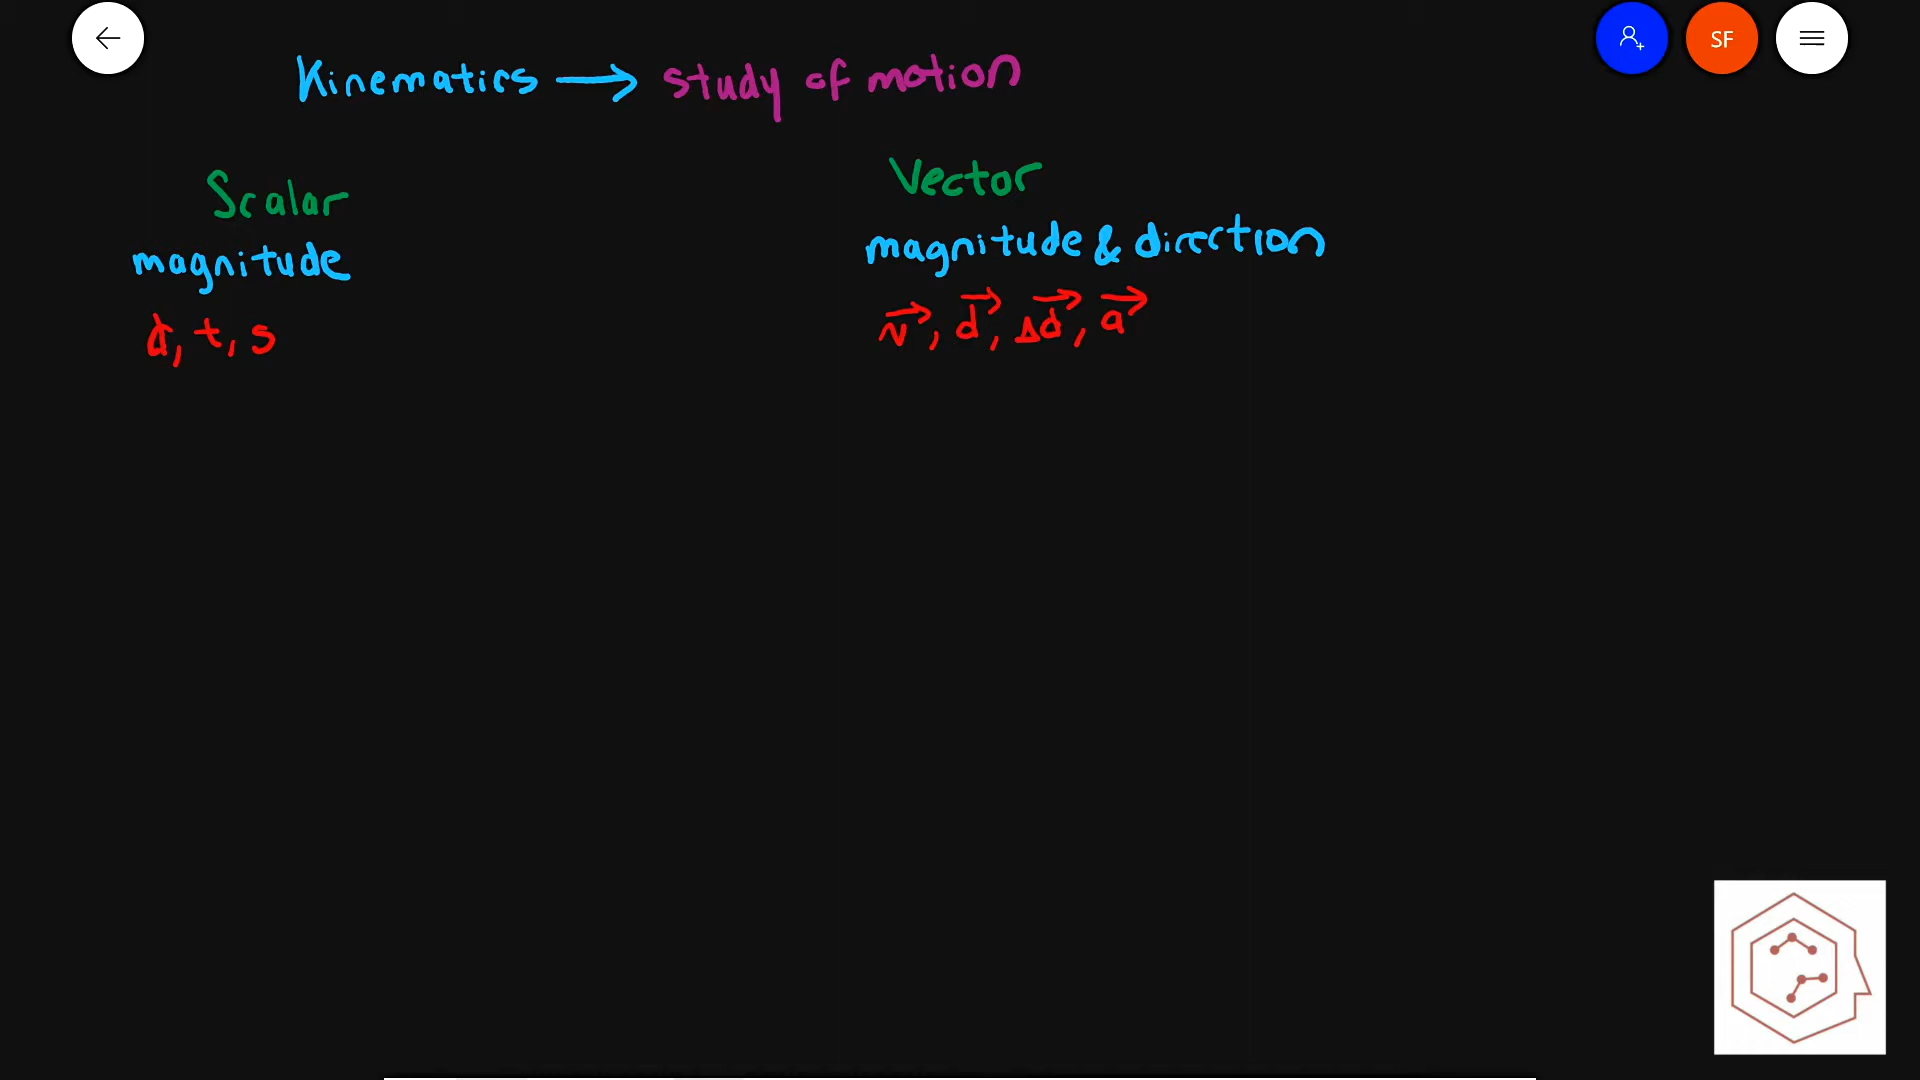 Kinematics → study of motion
SF
Scalar
magnitude
d, t, s
Vector
magnitude & direction
v⃗, d⃗, Δd⃗, a⃗